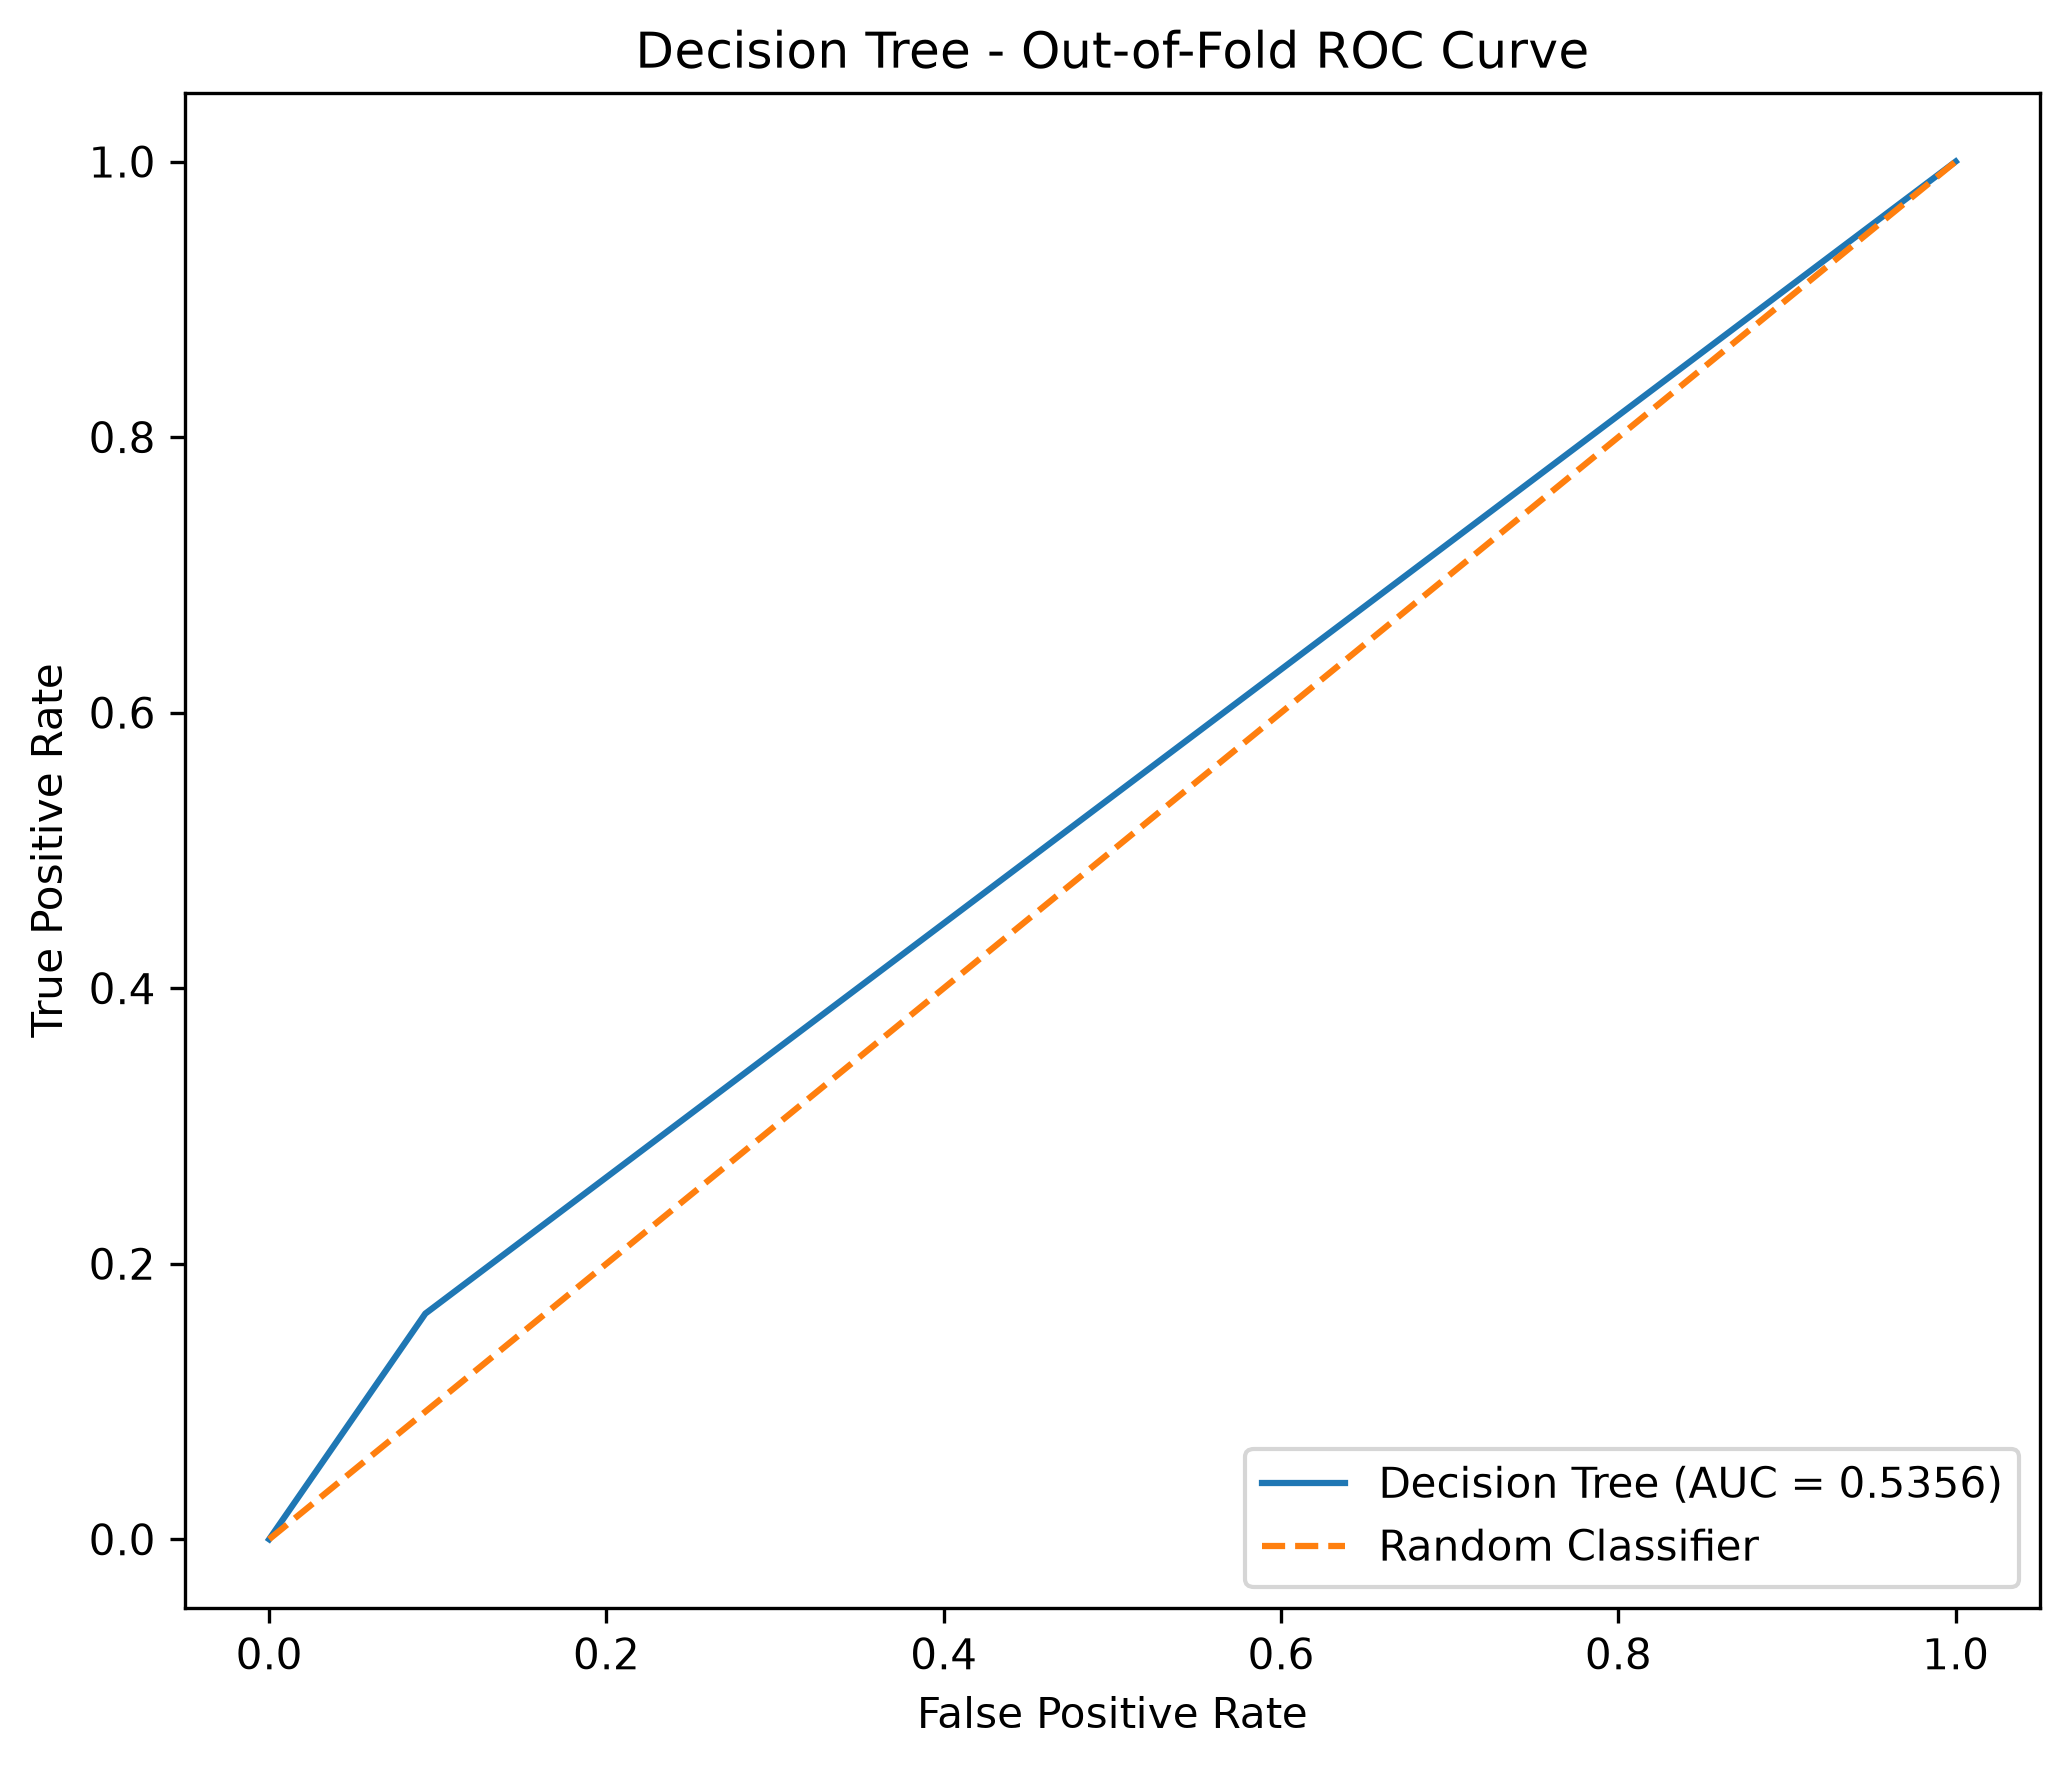 Decision Tree - Out-of-Fold ROC Curve
True Positive Rate
1.0
0.8
0.6
0.4
0.2
0.0
Decision Tree (AUC = 0.5356)
Random Classifier
0.0 0.2 0.4 0.6 0.8 1.0
False Positive Rate